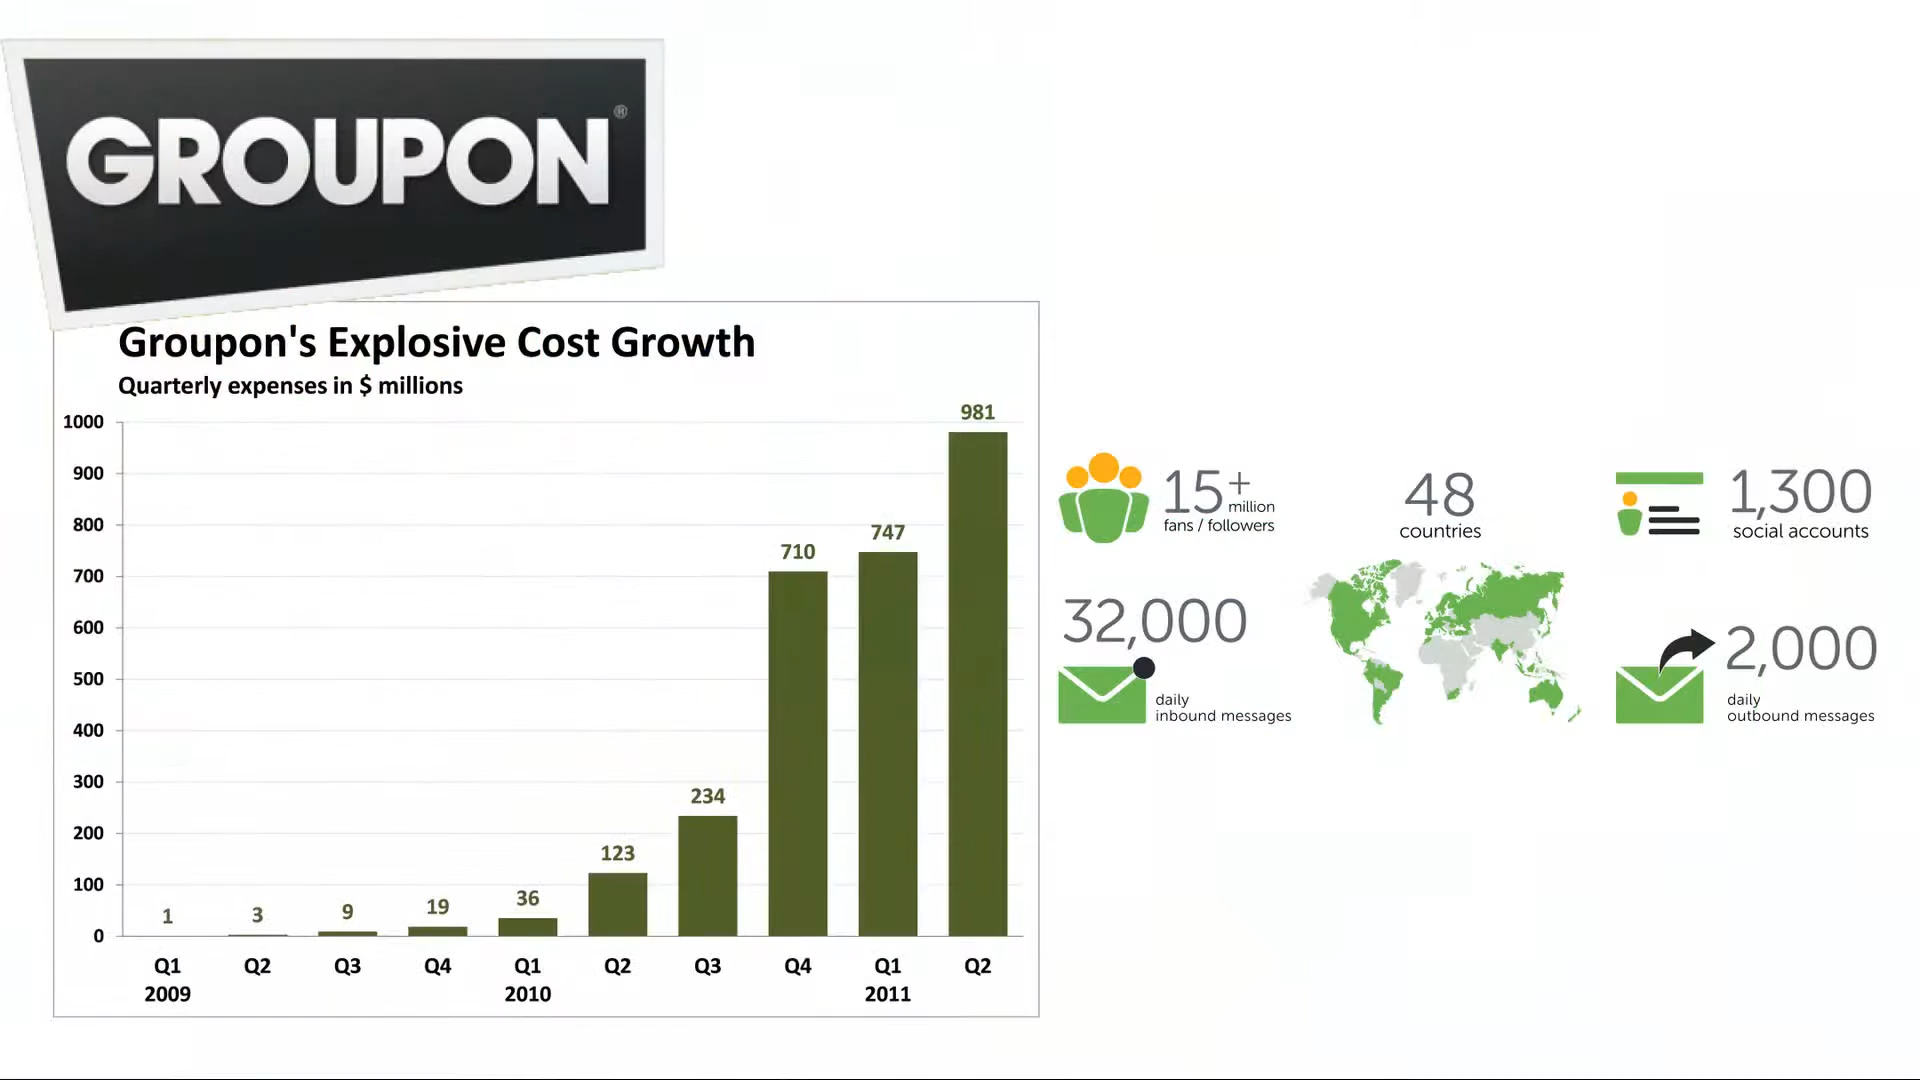 GROUPON®
Groupon's Explosive Cost Growth
Quarterly expenses in $ millions
1000
900
800
700
600
500
400
300
200
100
0
1
3
9
19
36
123
234
710
747
981
Q1 Q2 Q3 Q4 Q1 Q2 Q3 Q4 Q1 Q2
2009 2010 2011
15+
million
fans / followers
48
countries
1,300
social accounts
32,000
daily
inbound messages
2,000
daily
outbound messages